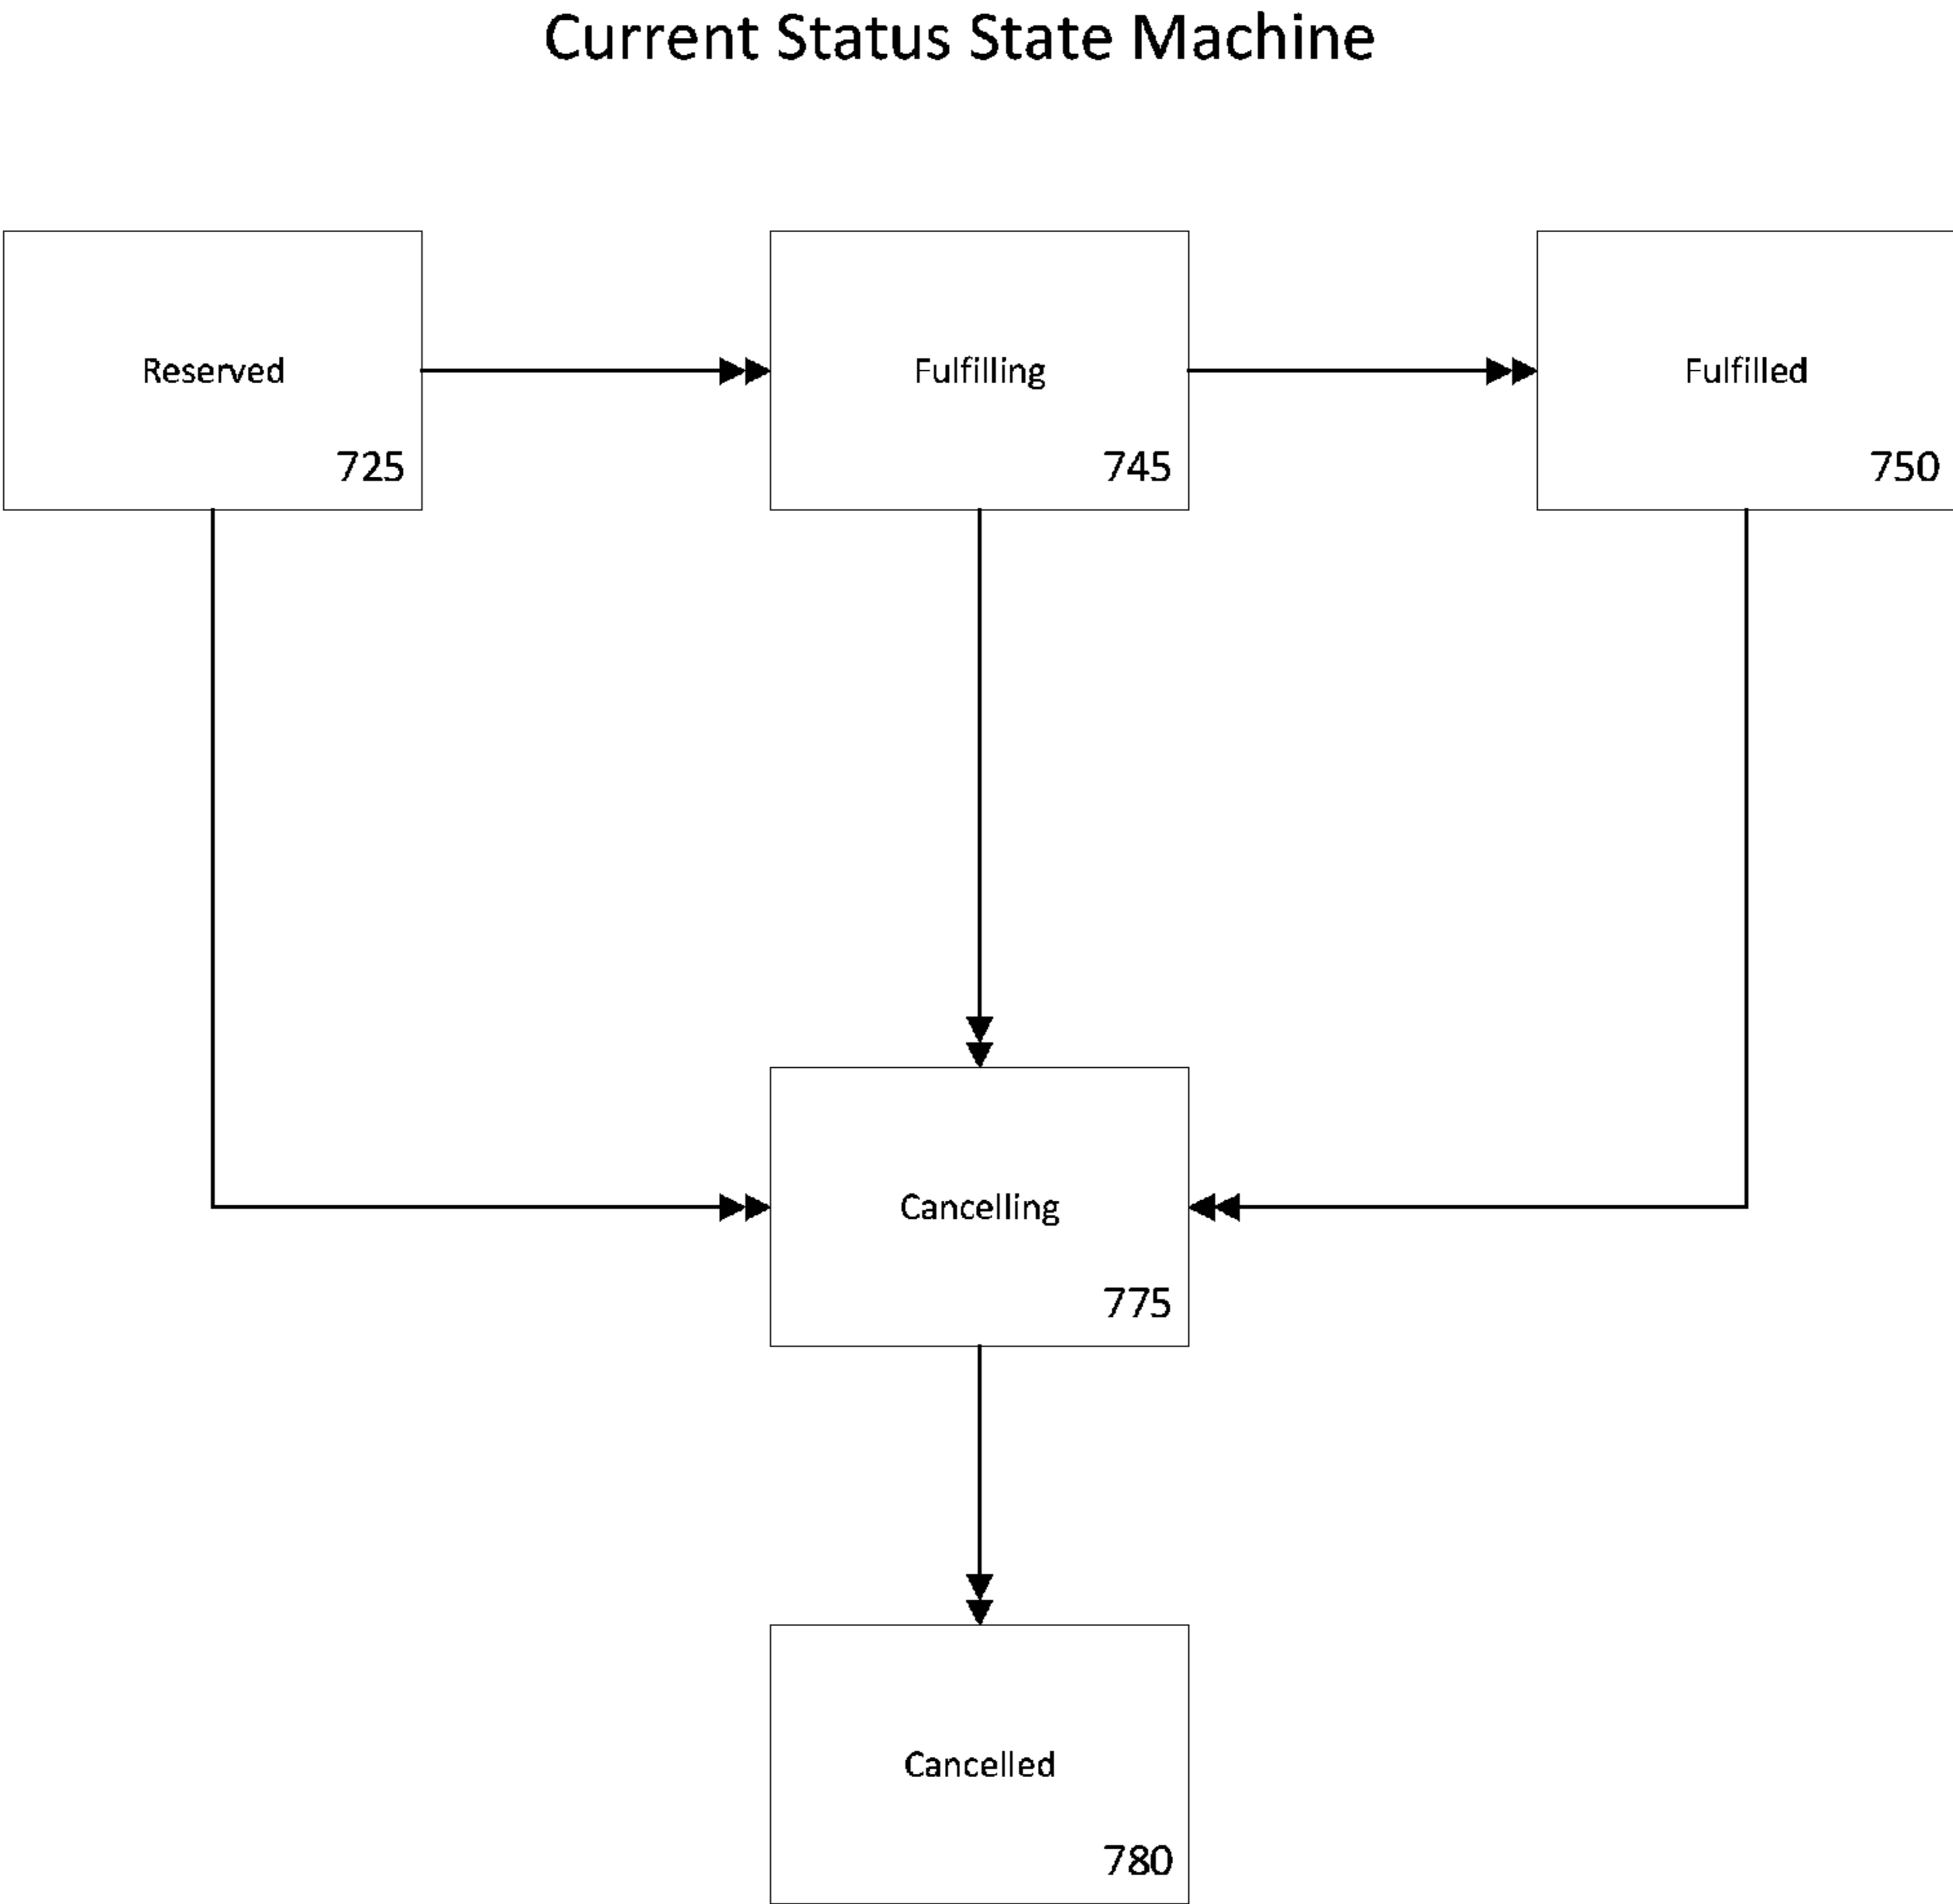 Current Status State Machine
Reserved
725
Fulfilling
745
Fulfilled
750
Cancelling
775
Cancelled
780